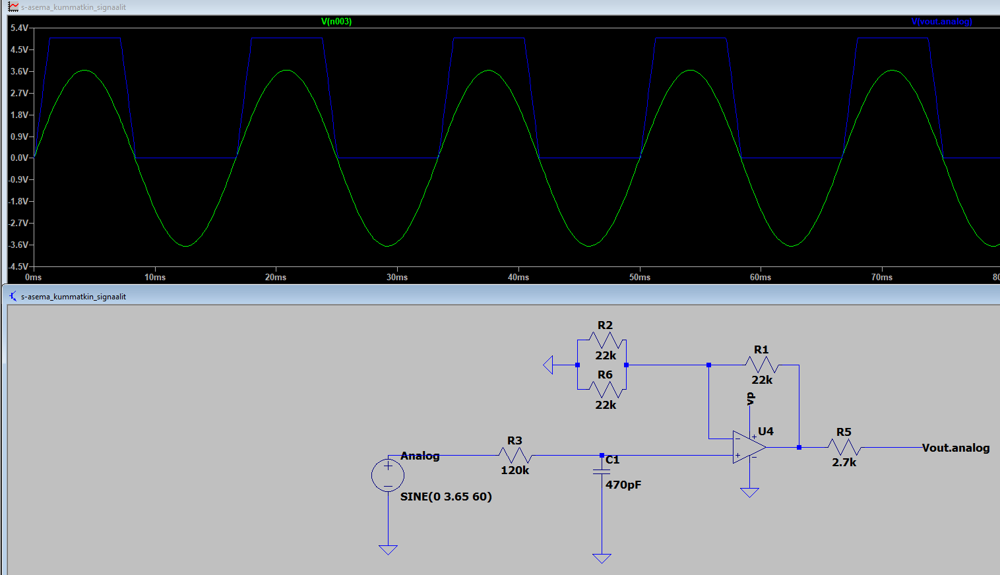 s-asema_kummatkin_signaalit
V(n003)
V(vout.analog)
5.4V
4.5V
3.6V
2.7V
1.8V
0.9V
0.0V
-0.9V
-1.8V
-2.7V
-3.6V
-4.5V
0ms 10ms 20ms 30ms 40ms 50ms 60ms 70ms 80
s-asema_kummatkin_signaalit
R2
22k
R6
22k
R1
22k
vp
U4
R5
2.7k
Vout.analog
R3
120k
Analog
C1
470pF
SINE(0 3.65 60)